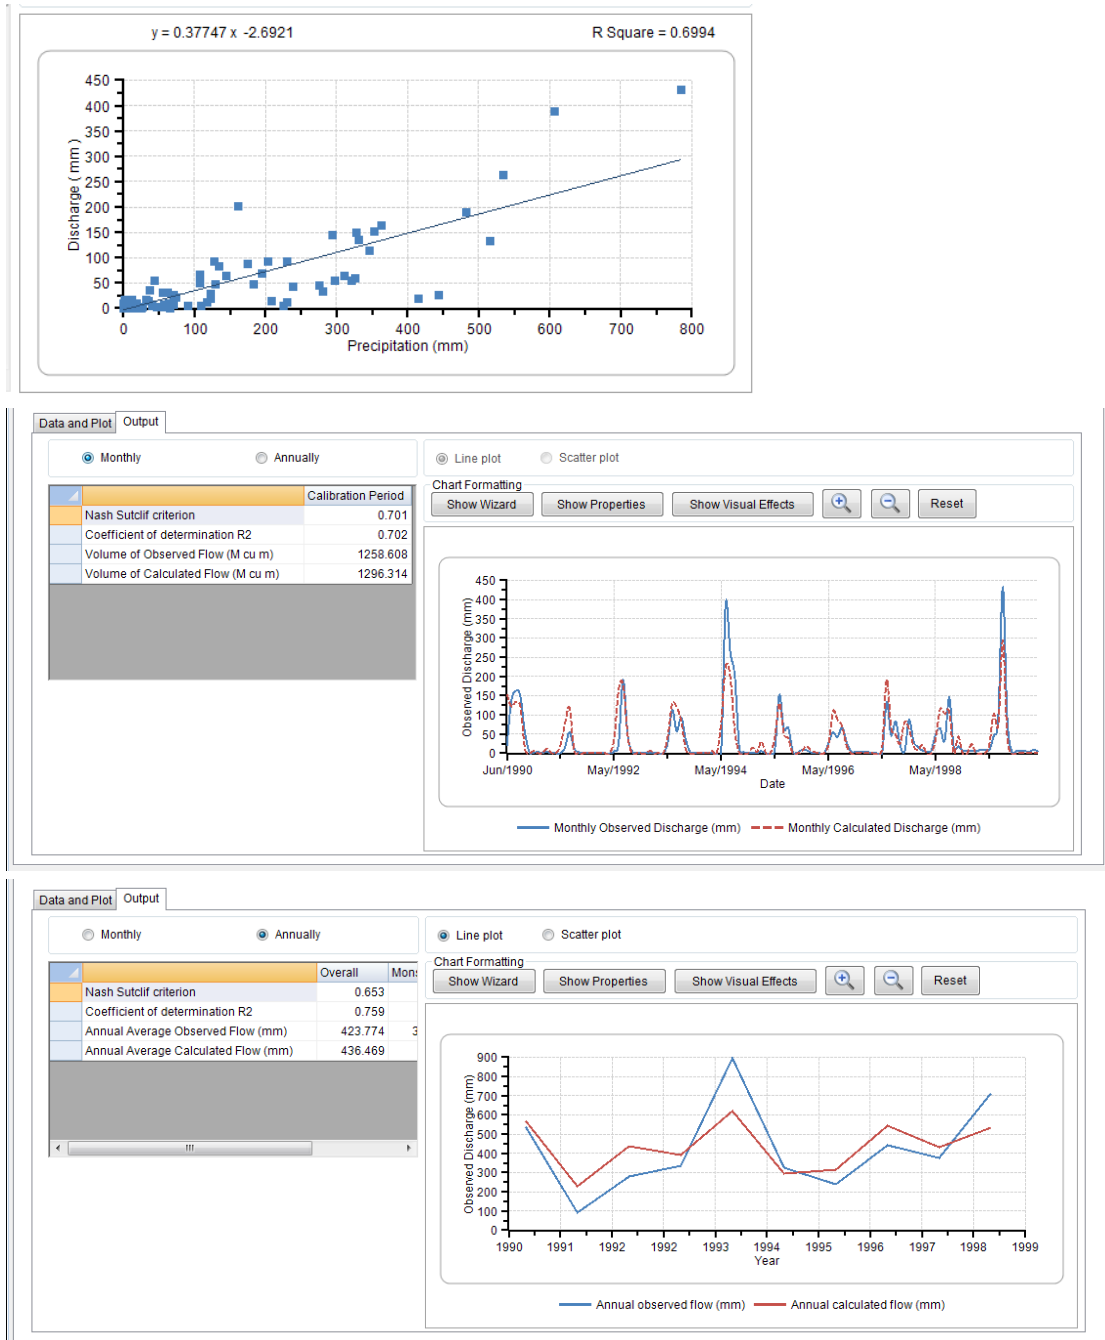 y = 0.37747 x -2.6921 R Square = 0.6994
Discharge ( mm )
450
400
350
300
250
200
150
100
50
0
0 100 200 300 400 500 600 700 800
Precipitation (mm)
Data and Plot Output
Monthly Annually Line plot Scatter plot
Chart Formatting
Show Wizard Show Properties Show Visual Effects Reset
Calibration Period
Nash Sutclif criterion 0.701
Coefficient of determination R2 0.702
Volume of Observed Flow (M cu m) 1258.608
Volume of Calculated Flow (M cu m) 1296.314
Observed Discharge (mm)
450
400
350
300
250
200
150
100
50
0
Jun/1990 May/1992 May/1994 May/1996 May/1998
Date
Monthly Observed Discharge (mm) Monthly Calculated Discharge (mm)
Data and Plot Output
Monthly Annually Line plot Scatter plot
Chart Formatting
Show Wizard Show Properties Show Visual Effects Reset
Overall Mons
Nash Sutclif criterion 0.653
Coefficient of determination R2 0.759
Annual Average Observed Flow (mm) 423.774 3
Annual Average Calculated Flow (mm) 436.469
Observed Discharge (mm)
900
800
700
600
500
400
300
200
100
0
1990 1991 1992 1992 1993 1994 1995 1996 1997 1998 1999
Year
Annual observed flow (mm) Annual calculated flow (mm)